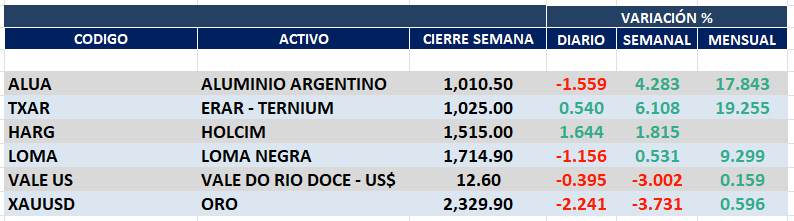 VARIACIÓN %
CODIGO ACTIVO CIERRE SEMANA DIARIO SEMANAL MENSUAL
ALUA ALUMINIO ARGENTINO 1,010.50 -1.559 4.283 17.843
TXAR ERAR - TERNIUM 1,025.00 0.540 6.108 19.255
HARG HOLCIM 1,515.00 1.644 1.815
LOMA LOMA NEGRA 1,714.90 -1.156 0.531 9.299
VALE US VALE DO RIO DOCE - US$ 12.60 -0.395 -3.002 0.159
XAUUSD ORO 2,329.90 -2.241 -3.731 0.596